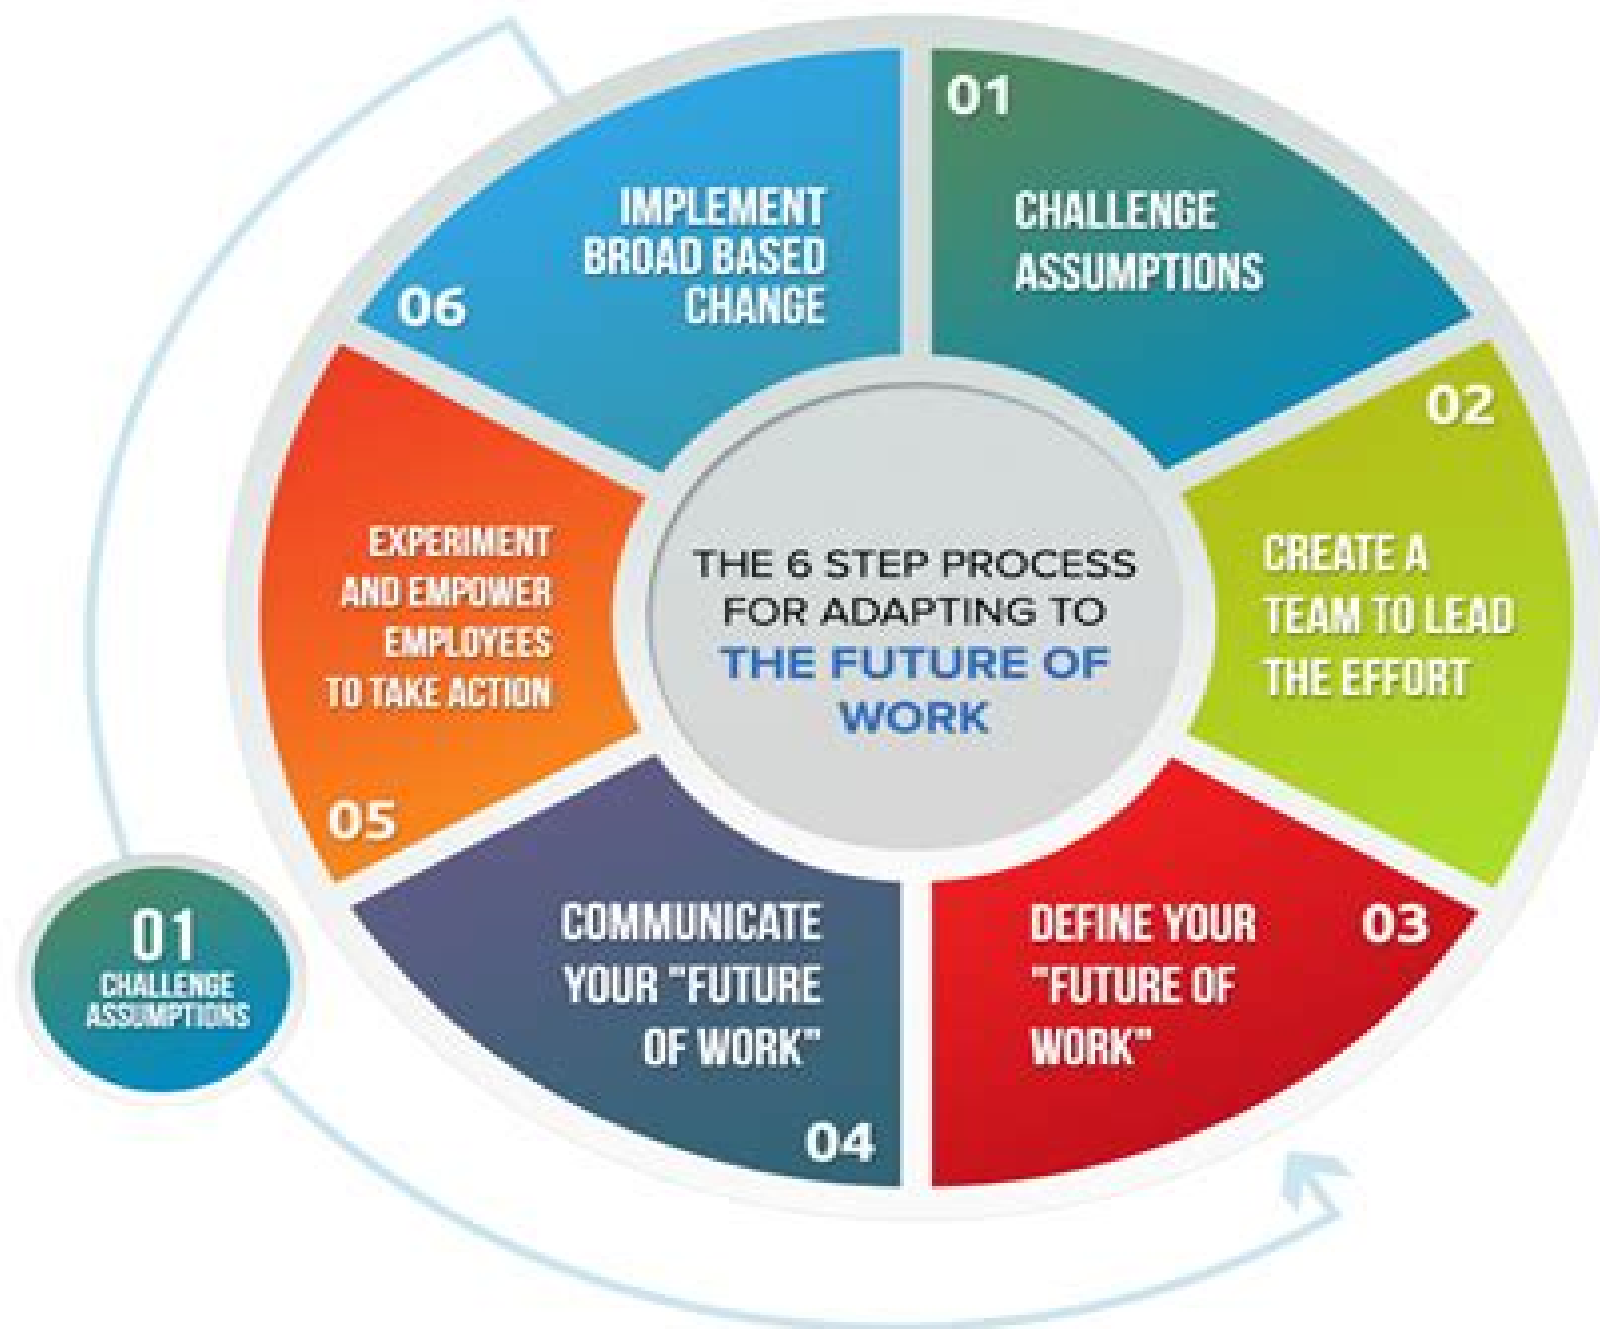 THE 6 STEP PROCESS
FOR ADAPTING TO
THE FUTURE OF
WORK
01
CHALLENGE
ASSUMPTIONS
02
CREATE A
TEAM TO LEAD
THE EFFORT
03
DEFINE YOUR
"FUTURE OF
WORK"
COMMUNICATE
YOUR "FUTURE
OF WORK"
04
EXPERIMENT
AND EMPOWER
EMPLOYEES
TO TAKE ACTION
05
IMPLEMENT
BROAD BASED
CHANGE
06
01
CHALLENGE
ASSUMPTIONS